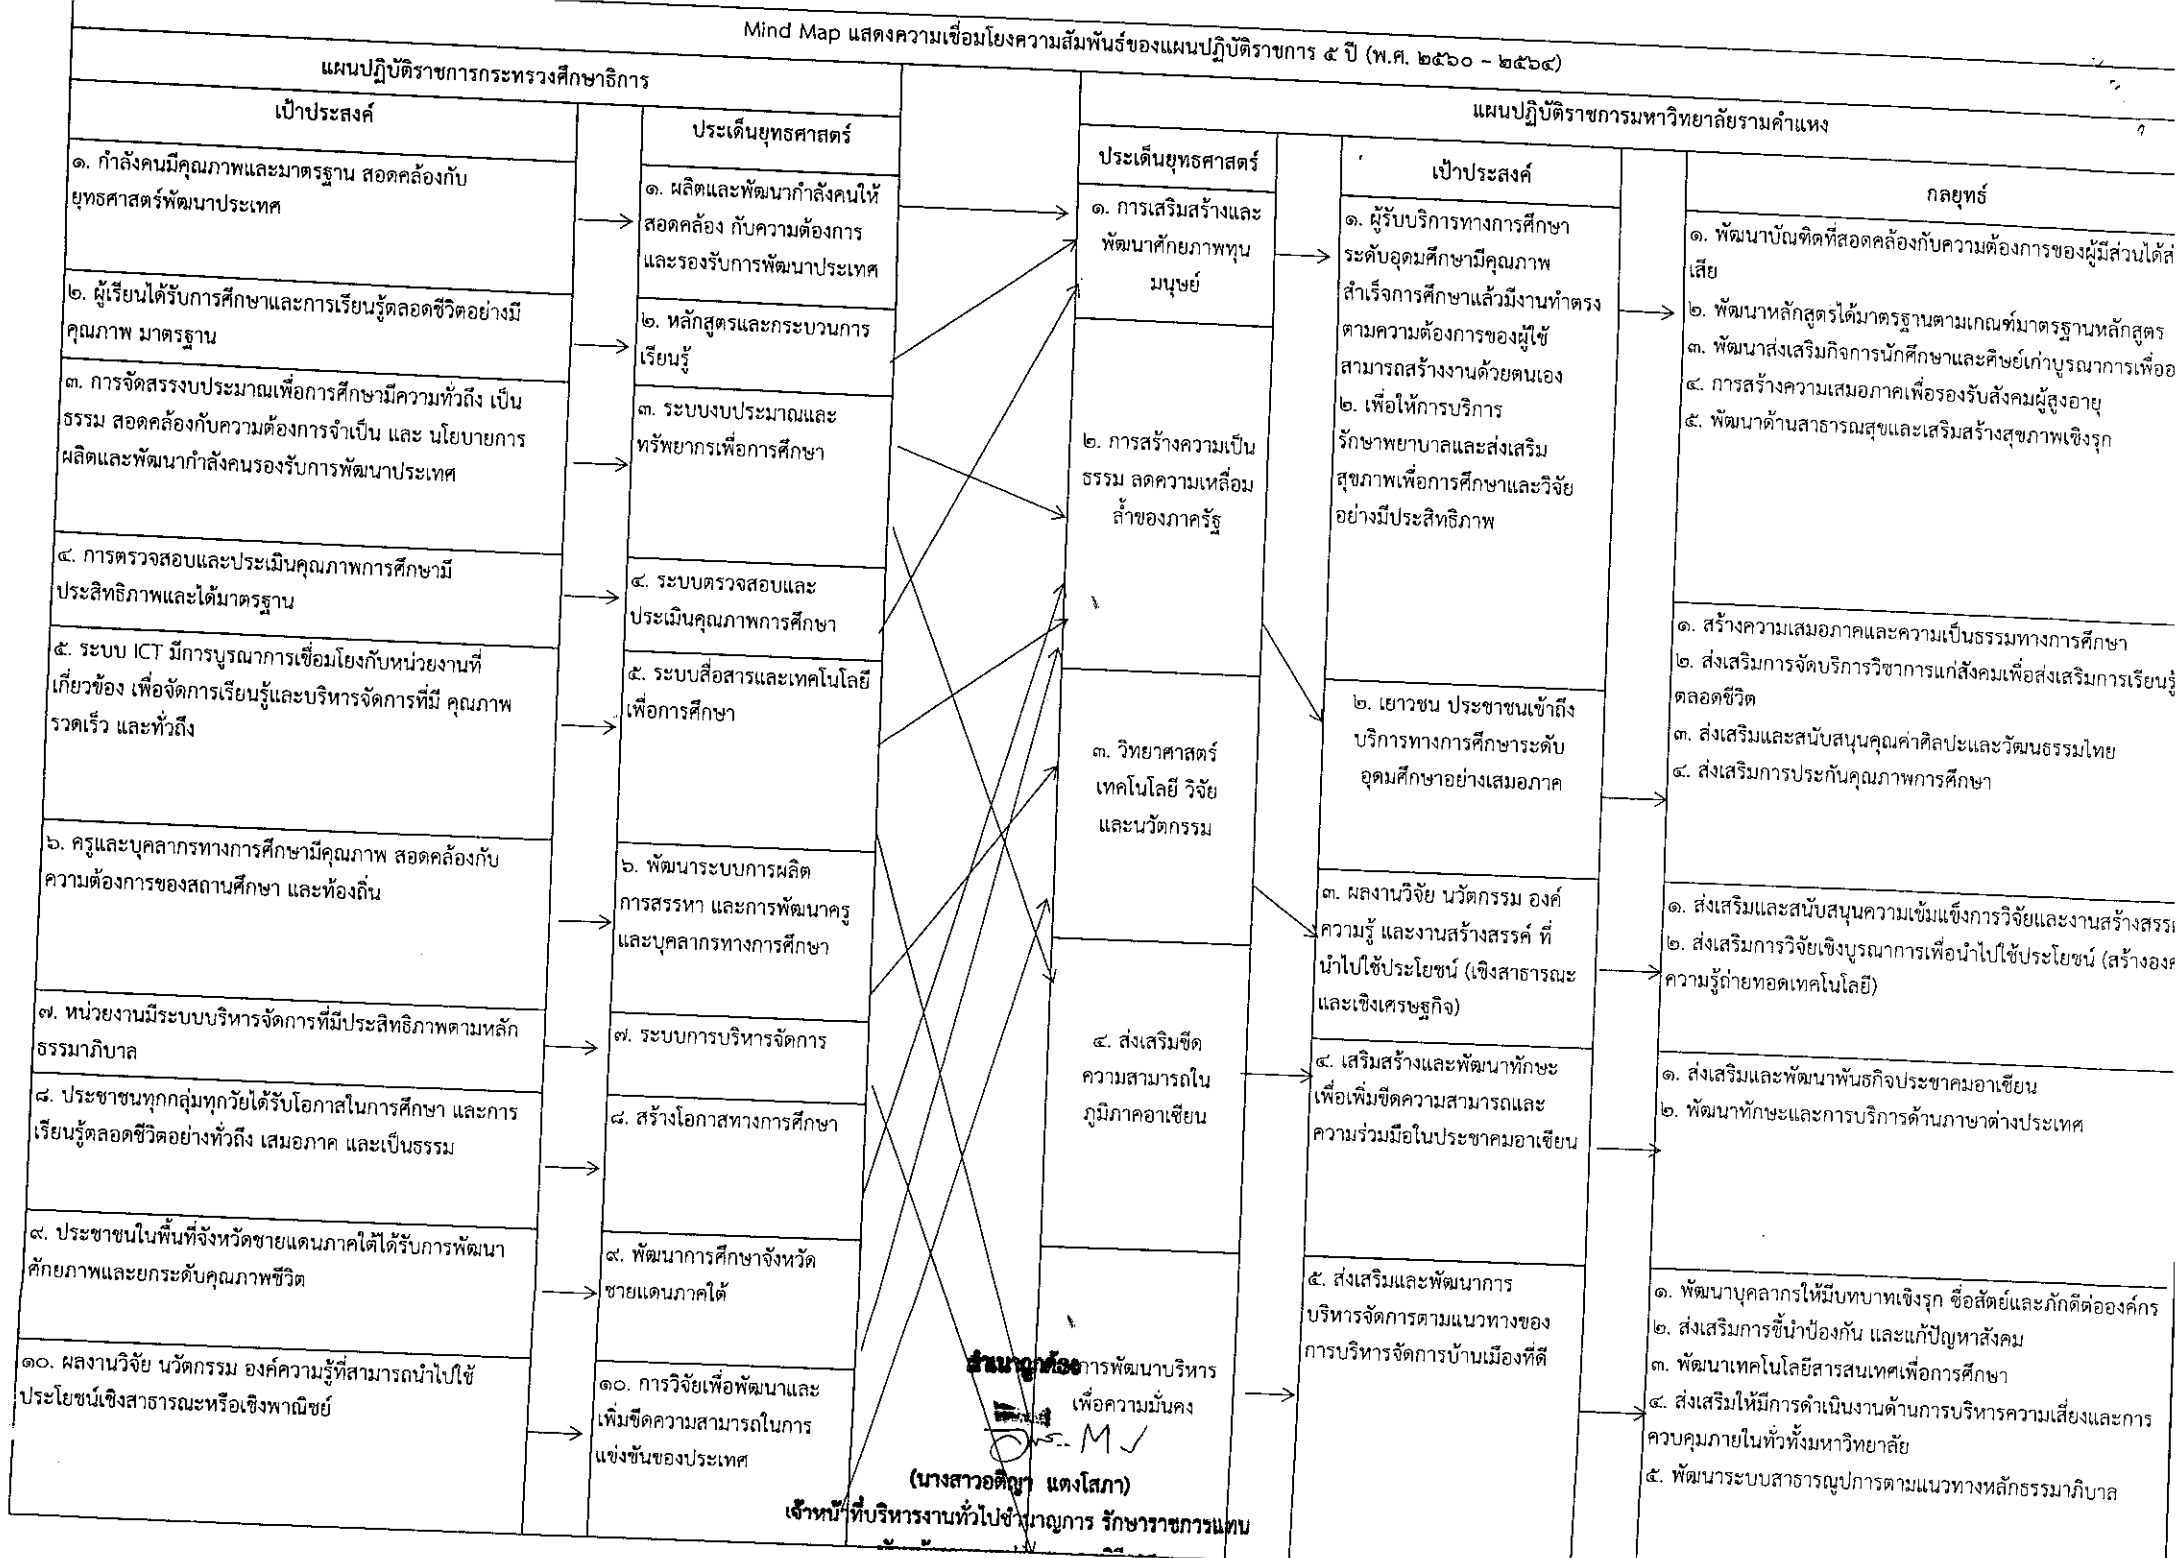 Mind Map แสดงความเชื่อมโยงความสัมพันธ์ของแผนปฏิบัติราชการ ๕ ปี (พ.ศ. ๒๕๖๐ - ๒๕๖๔)
แผนปฏิบัติราชการกระทรวงศึกษาธิการ
เป้าประสงค์
๑. กำลังคนมีคุณภาพและมาตรฐาน สอดคล้องกับ
ยุทธศาสตร์พัฒนาประเทศ
๒. ผู้เรียนได้รับการศึกษาและการเรียนรู้ตลอดชีวิตอย่างมี
คุณภาพ มาตรฐาน
๓. การจัดสรรงบประมาณเพื่อการศึกษามีความทั่วถึง เป็น
ธรรม สอดคล้องกับความต้องการจำเป็น และ นโยบายการ
ผลิตและพัฒนากำลังคนรองรับการพัฒนาประเทศ
๔. การตรวจสอบและประเมินคุณภาพการศึกษามี
ประสิทธิภาพและได้มาตรฐาน
๕. ระบบ ICT มีการบูรณาการเชื่อมโยงกับหน่วยงานที่
เกี่ยวข้อง เพื่อจัดการเรียนรู้และบริหารจัดการที่มี คุณภาพ
รวดเร็ว และทั่วถึง
๖. ครูและบุคลากรทางการศึกษามีคุณภาพ สอดคล้องกับ
ความต้องการของสถานศึกษา และท้องถิ่น
๗. หน่วยงานมีระบบบริหารจัดการที่มีประสิทธิภาพตามหลัก
ธรรมาภิบาล
๘. ประชาชนทุกกลุ่มทุกวัยได้รับโอกาสในการศึกษา และการ
เรียนรู้ตลอดชีวิตอย่างทั่วถึง เสมอภาค และเป็นธรรม
๙. ประชาชนในพื้นที่จังหวัดชายแดนภาคใต้ได้รับการพัฒนา
ศักยภาพและยกระดับคุณภาพชีวิต
๑๐. ผลงานวิจัย นวัตกรรม องค์ความรู้ที่สามารถนำไปใช้
ประโยชน์เชิงสาธารณะหรือเชิงพาณิชย์
ประเด็นยุทธศาสตร์
๑. ผลิตและพัฒนากำลังคนให้
สอดคล้อง กับความต้องการ
และรองรับการพัฒนาประเทศ
๒. หลักสูตรและกระบวนการ
เรียนรู้
๓. ระบบงบประมาณและ
ทรัพยากรเพื่อการศึกษา
๔. ระบบตรวจสอบและ
ประเมินคุณภาพการศึกษา
๕. ระบบสื่อสารและเทคโนโลยี
เพื่อการศึกษา
๖. พัฒนาระบบการผลิต
การสรรหา และการพัฒนาครู
และบุคลากรทางการศึกษา
๗. ระบบการบริหารจัดการ
๘. สร้างโอกาสทางการศึกษา
๙. พัฒนาการศึกษาจังหวัด
ชายแดนภาคใต้
๑๐. การวิจัยเพื่อพัฒนาและ
เพิ่มขีดความสามารถในการ
แข่งขันของประเทศ
แผนปฏิบัติราชการมหาวิทยาลัยรามคำแหง
ประเด็นยุทธศาสตร์
๑. การเสริมสร้างและ
พัฒนาศักยภาพทุน
มนุษย์
๒. การสร้างความเป็น
ธรรม ลดความเหลื่อม
ล้ำของภาครัฐ
๓. วิทยาศาสตร์
เทคโนโลยี วิจัย
และนวัตกรรม
๔. ส่งเสริมขีด
ความสามารถใน
ภูมิภาคอาเซียน
การพัฒนาบริหาร
เพื่อความมั่นคง
เป้าประสงค์
๑. ผู้รับบริการทางการศึกษา
ระดับอุดมศึกษามีคุณภาพ
สำเร็จการศึกษาแล้วมีงานทำตรง
ตามความต้องการของผู้ใช้
สามารถสร้างงานด้วยตนเอง
๒. เพื่อให้การบริการ
รักษาพยาบาลและส่งเสริม
สุขภาพเพื่อการศึกษาและวิจัย
อย่างมีประสิทธิภาพ
๒. เยาวชน ประชาชนเข้าถึง
บริการทางการศึกษาระดับ
อุดมศึกษาอย่างเสมอภาค
๓. ผลงานวิจัย นวัตกรรม องค์
ความรู้ และงานสร้างสรรค์ ที่
นำไปใช้ประโยชน์ (เชิงสาธารณะ
และเชิงเศรษฐกิจ)
๔. เสริมสร้างและพัฒนาทักษะ
เพื่อเพิ่มขีดความสามารถและ
ความร่วมมือในประชาคมอาเซียน
๕. ส่งเสริมและพัฒนาการ
บริหารจัดการตามแนวทางของ
การบริหารจัดการบ้านเมืองที่ดี
กลยุทธ์
๑. พัฒนาบัณฑิตที่สอดคล้องกับความต้องการของผู้มีส่วนได้ส
เสีย
๒. พัฒนาหลักสูตรได้มาตรฐานตามเกณฑ์มาตรฐานหลักสูตร
๓. พัฒนาส่งเสริมกิจการนักศึกษาและศิษย์เก่าบูรณาการเพื่ออ
๔. การสร้างความเสมอภาคเพื่อรองรับสังคมผู้สูงอายุ
๕. พัฒนาด้านสาธารณสุขและเสริมสร้างสุขภาพเชิงรุก
๑. สร้างความเสมอภาคและความเป็นธรรมทางการศึกษา
๒. ส่งเสริมการจัดบริการวิชาการแก่สังคมเพื่อส่งเสริมการเรียนรู้
ตลอดชีวิต
๓. ส่งเสริมและสนับสนุนคุณค่าศิลปะและวัฒนธรรมไทย
๔. ส่งเสริมการประกันคุณภาพการศึกษา
๑. ส่งเสริมและสนับสนุนความเข้มแข็งการวิจัยและงานสร้างสรร
๒. ส่งเสริมการวิจัยเชิงบูรณาการเพื่อนำไปใช้ประโยชน์ (สร้างองค
ความรู้ถ่ายทอดเทคโนโลยี)
๑. ส่งเสริมและพัฒนาพันธกิจประชาคมอาเซียน
๒. พัฒนาทักษะและการบริการด้านภาษาต่างประเทศ
๑. พัฒนาบุคลากรให้มีบทบาทเชิงรุก ซื่อสัตย์และภักดีต่อองค์กร
๒. ส่งเสริมการชี้นำป้องกัน และแก้ปัญหาสังคม
๓. พัฒนาเทคโนโลยีสารสนเทศเพื่อการศึกษา
๔. ส่งเสริมให้มีการดำเนินงานด้านการบริหารความเสี่ยงและการ
ควบคุมภายในทั่วทั้งมหาวิทยาลัย
๕. พัฒนาระบบสาธารณูปการตามแนวทางหลักธรรมาภิบาล
สำเนาถูกต้อง
(นางสาวอติญา แตงโสภา)
เจ้าหน้าที่บริหารงานทั่วไปชำนาญการ รักษาราชการแทน